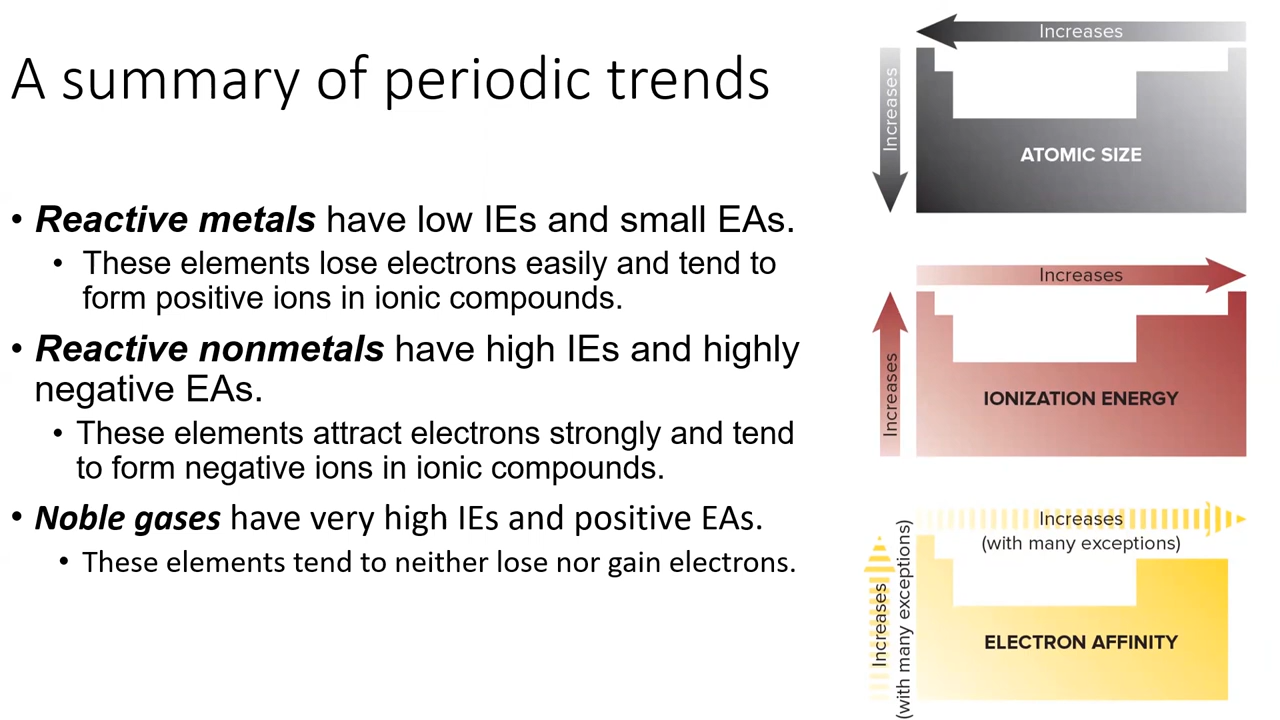 A summary of periodic trends
• Reactive metals have low IEs and small EAs.
• These elements lose electrons easily and tend to
form positive ions in ionic compounds.
• Reactive nonmetals have high IEs and highly
negative EAs.
• These elements attract electrons strongly and tend
to form negative ions in ionic compounds.
• Noble gases have very high IEs and positive EAs.
• These elements tend to neither lose nor gain electrons.
Increases
Increases
ATOMIC SIZE
Increases
Increases
IONIZATION ENERGY
Increases
(with many exceptions)
Increases
(with many exceptions)
ELECTRON AFFINITY